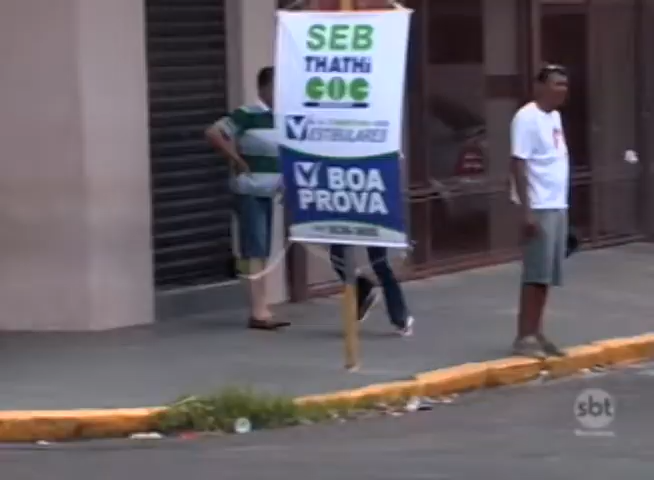 SEB
THATHI
COC
VESTIBULARES
BOA
PROVA
sbt